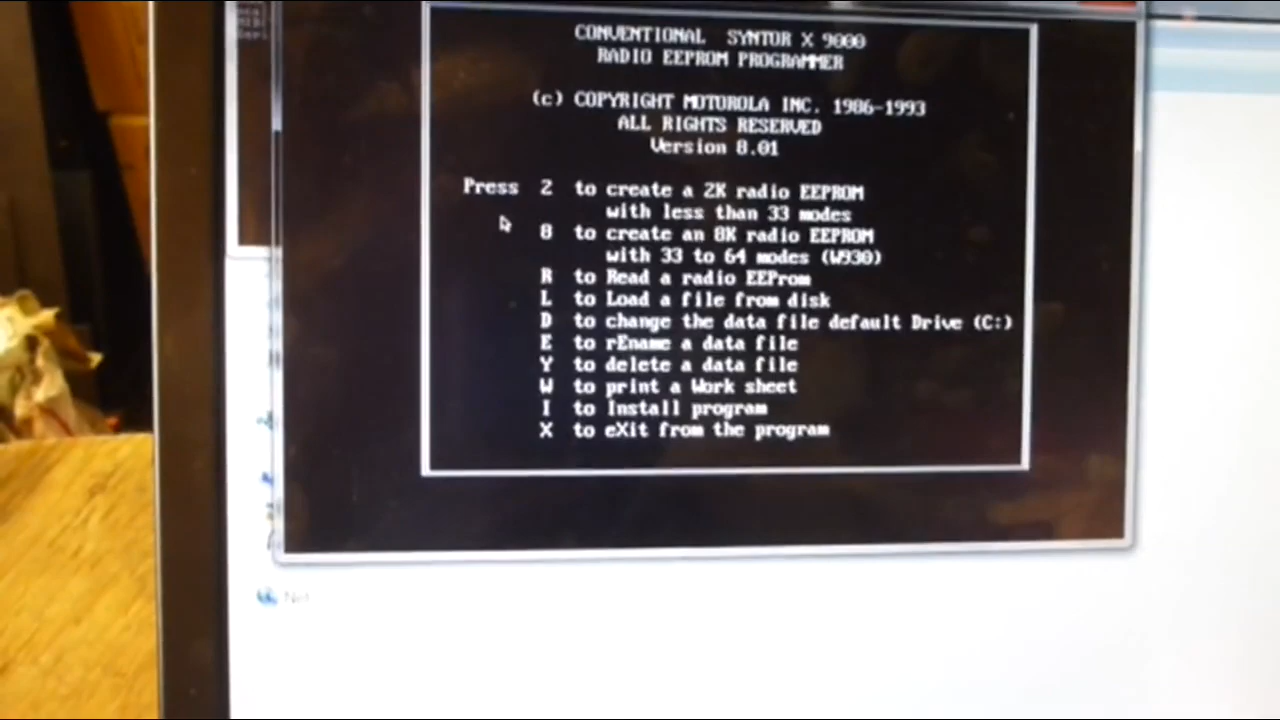 CONVENTIONAL SYNTOR X 9000
RADIO EEPROM PROGRAMMER
(c) COPYRIGHT MOTOROLA INC. 1986-1993
ALL RIGHTS RESERVED
Version 8.01
Press 2 to create a 2K radio EEPROM
with less than 33 modes
8 to create an 8K radio EEPROM
with 33 to 64 modes (W930)
R to Read a radio EEProm
L to Load a file from disk
D to change the data file default Drive (C:)
E to rEname a data file
Y to delete a data file
W to print a Work sheet
I to Install program
X to eXit from the program